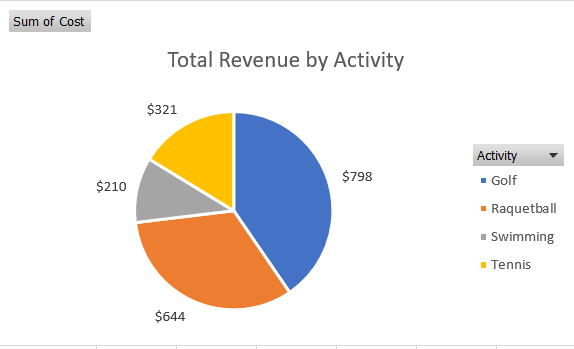 Sum of Cost
Total Revenue by Activity
$321
$798
$210
$644
Activity
Golf
Raquetball
Swimming
Tennis